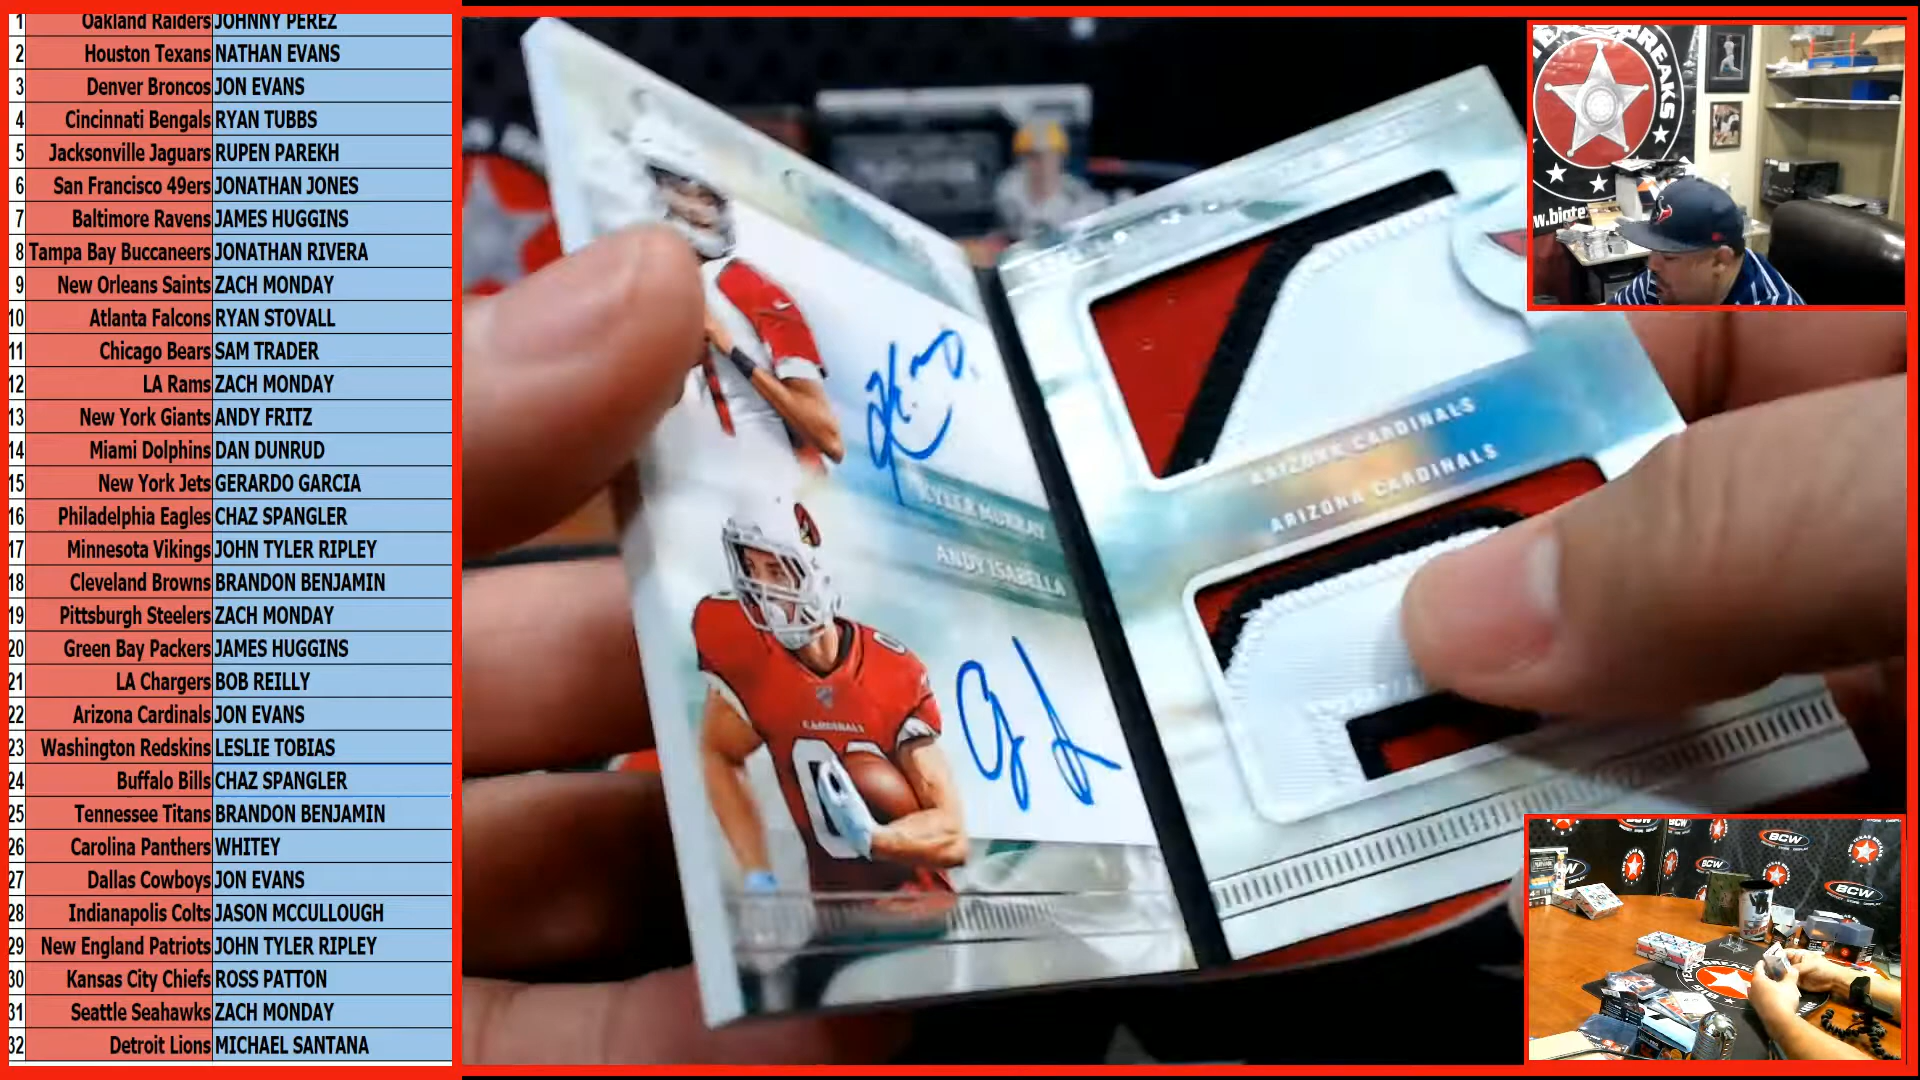 1 Oakland Raiders JOHNNY PEREZ
2 Houston Texans NATHAN EVANS
3 Denver Broncos JON EVANS
4 Cincinnati Bengals RYAN TUBBS
5 Jacksonville Jaguars RUPEN PAREKH
6 San Francisco 49ers JONATHAN JONES
7 Baltimore Ravens JAMES HUGGINS
8 Tampa Bay Buccaneers JONATHAN RIVERA
9 New Orleans Saints ZACH MONDAY
10 Atlanta Falcons RYAN STOVALL
11 Chicago Bears SAM TRADER
12 LA Rams ZACH MONDAY
13 New York Giants ANDY FRITZ
14 Miami Dolphins DAN DUNRUD
15 New York Jets GERARDO GARCIA
16 Philadelphia Eagles CHAZ SPANGLER
17 Minnesota Vikings JOHN TYLER RIPLEY
18 Cleveland Browns BRANDON BENJAMIN
19 Pittsburgh Steelers ZACH MONDAY
20 Green Bay Packers JAMES HUGGINS
21 LA Chargers BOB REILLY
22 Arizona Cardinals JON EVANS
23 Washington Redskins LESLIE TOBIAS
24 Buffalo Bills CHAZ SPANGLER
25 Tennessee Titans BRANDON BENJAMIN
26 Carolina Panthers WHITEY
27 Dallas Cowboys JON EVANS
28 Indianapolis Colts JASON MCCULLOUGH
29 New England Patriots JOHN TYLER RIPLEY
30 Kansas City Chiefs ROSS PATTON
31 Seattle Seahawks ZACH MONDAY
32 Detroit Lions MICHAEL SANTANA
KYLER MURRAY
ANDY ISABELLA
CARDINALS
ARIZONA CARDINALS
ARIZONA CARDINALS
BREAKS
BCW
BCW
BCW